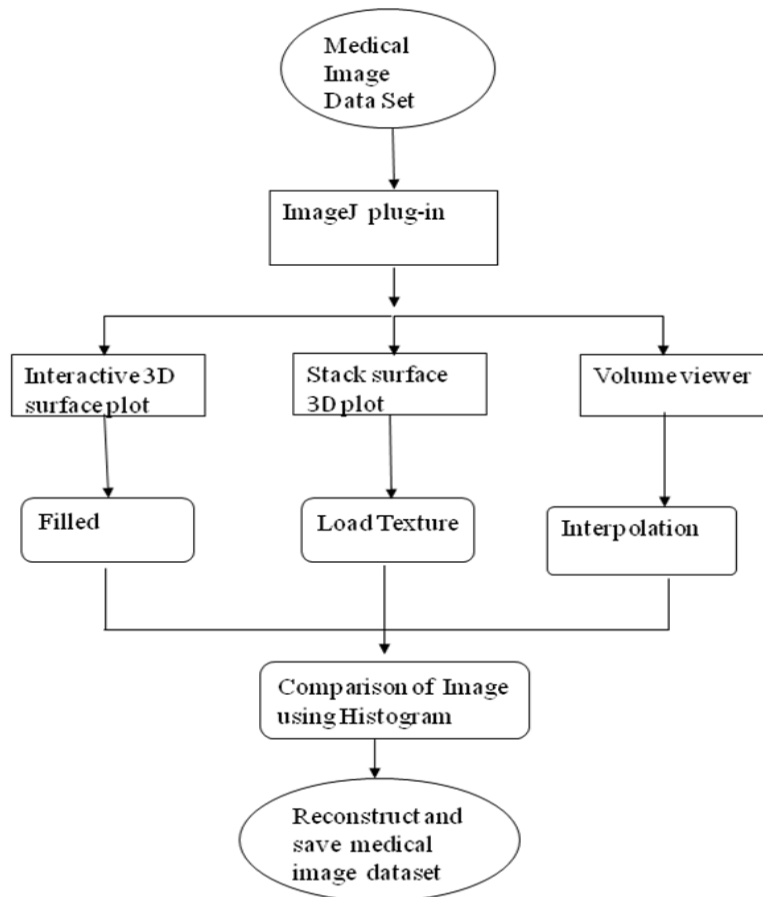 Medical
Image
Data Set
ImageJ plug-in
Interactive 3D
surface plot
Stack surface
3D plot
Volume viewer
Filled
Load Texture
Interpolation
Comparison of Image
using Histogram
Reconstruct and
save medical
image dataset